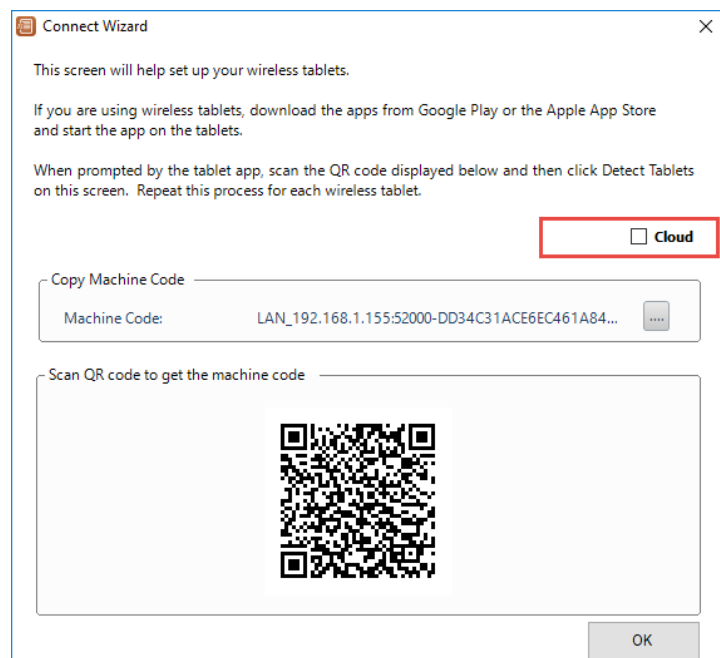 Connect Wizard
This screen will help set up your wireless tablets.
If you are using wireless tablets, download the apps from Google Play or the Apple App Store
and start the app on the tablets.
When prompted by the tablet app, scan the QR code displayed below and then click Detect Tablets
on this screen. Repeat this process for each wireless tablet.
Cloud
Copy Machine Code
Machine Code: LAN_192.168.1.155:52000-DD34C31ACE6EC461A84... ....
Scan QR code to get the machine code
OK